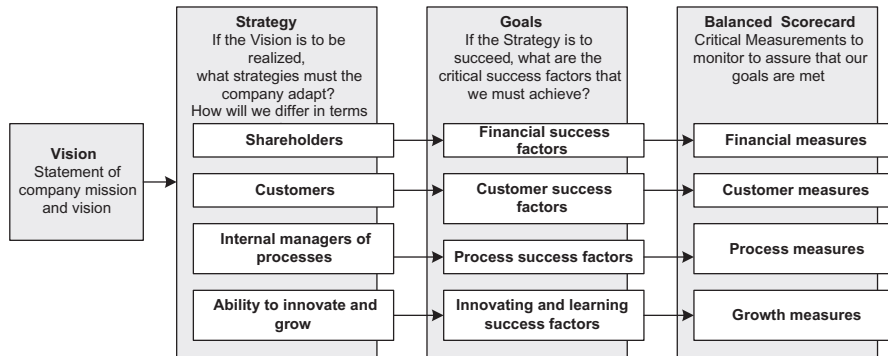 Vision
Statement of
company mission
and vision
Strategy
If the Vision is to be
realized,
what strategies must the
company adapt?
How will we differ in terms
Shareholders
Customers
Internal managers of
processes
Ability to innovate and
grow
Goals
If the Strategy is to
succeed, what are the
critical success factors that
we must achieve?
Financial success
factors
Customer success
factors
Process success factors
Innovating and learning
success factors
Balanced Scorecard
Critical Measurements to
monitor to assure that our
goals are met
Financial measures
Customer measures
Process measures
Growth measures